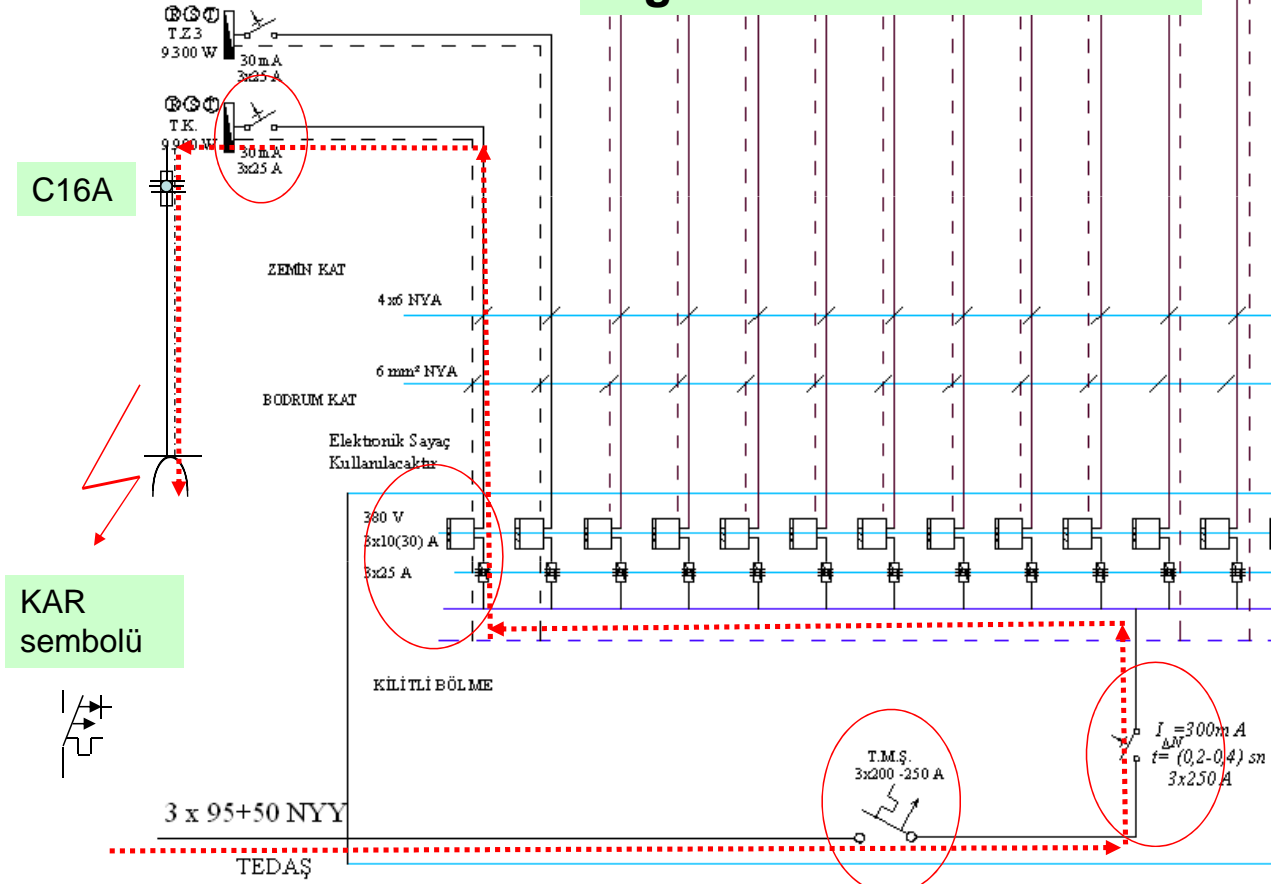 Ⓡ Ⓢ Ⓣ
T.Z3
9300 W
30 mA
3x25 A
Ⓡ Ⓢ Ⓣ
T.K.
30 mA
3x25 A
C16A
ZEMİN KAT
4x6 NYA
6 mm² NYA
BODRUM KAT
Elektronik Sayaç
Kullanılacaktır
380 V
3x10(30) A
3x25 A
KAR
sembolü
KİLİTLİ BÖLME
I ΔN =300m A
t= (0,2-0,4) sn
3x250 A
T.M.Ş.
3x200 -250 A
3 x 95+50 NYY
TEDAŞ